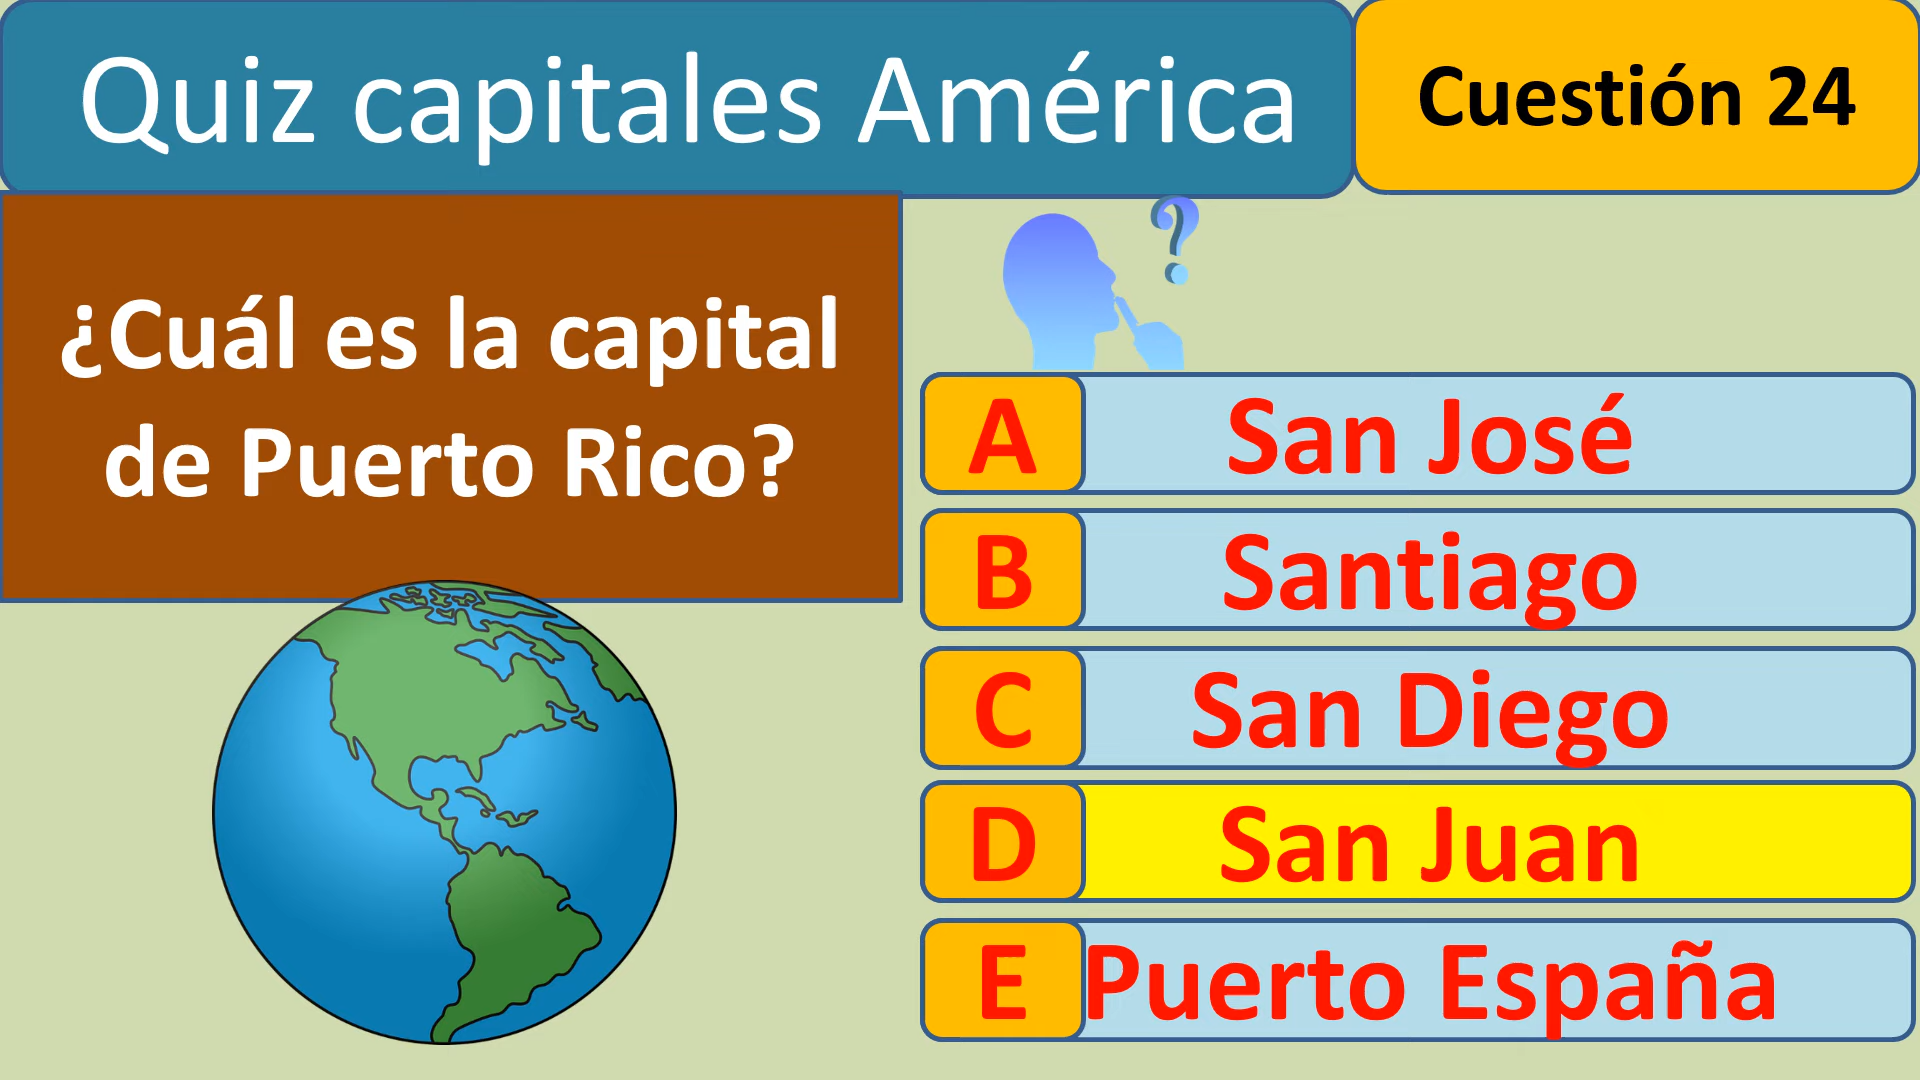 Quiz capitales América
Cuestión 24
¿Cuál es la capital
de Puerto Rico?
?
A San José
B Santiago
C San Diego
D San Juan
E Puerto España